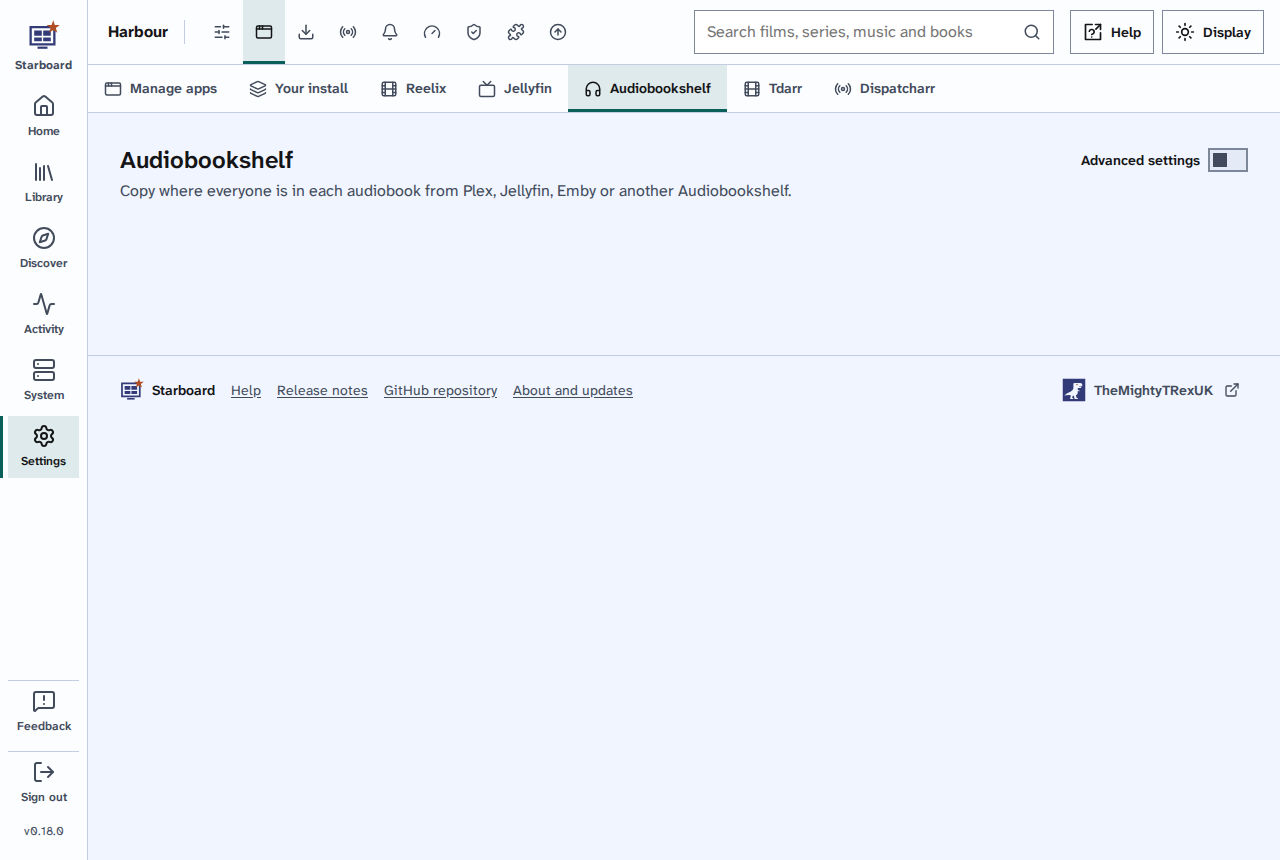 Starboard
Home
Library
Discover
Activity
System
Settings
Feedback
Sign out
v0.18.0
Harbour
Search films, series, music and books
Help
Display
Manage apps
Your install
Reelix
Jellyfin
Audiobookshelf
Tdarr
Dispatcharr
Audiobookshelf
Advanced settings
Copy where everyone is in each audiobook from Plex, Jellyfin, Emby or another Audiobookshelf.
Starboard
Help
Release notes
GitHub repository
About and updates
TheMightyTRexUK